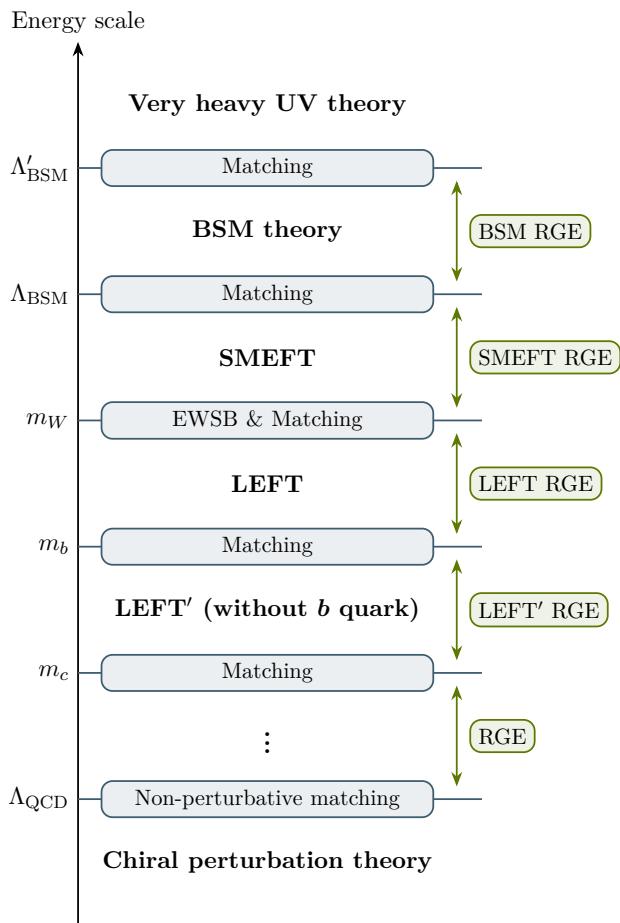 Energy scale
Very heavy UV theory
Λ′BSM
Matching
BSM theory
BSM RGE
ΛBSM
Matching
SMEFT
SMEFT RGE
mW
EWSB & Matching
LEFT
LEFT RGE
mb
Matching
LEFT′ (without b quark)
LEFT′ RGE
mc
Matching
⋮
RGE
ΛQCD
Non-perturbative matching
Chiral perturbation theory